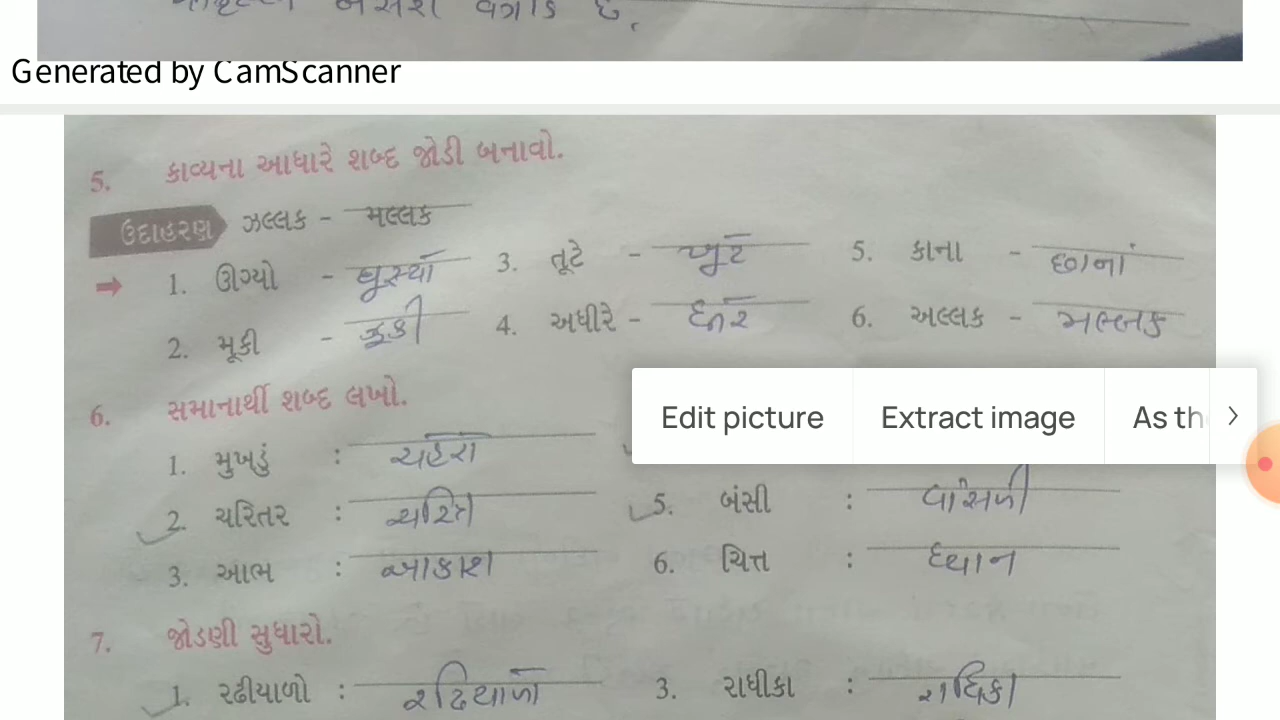 Generated by CamScanner
5. કાવ્યના આધારે શબ્દ જોડી બનાવો.
ઉદાહરણ ઝલ્લક - મલ્લક
1. ઊગ્યો - ઘૂસ્યો 3. તૂટે - ખૂટે 5. કાના - છાનાં
2. મૂકી - ઝૂકી 4. અધીરે - ધીરે 6. અલ્લક - મલ્લક
6. સમાનાર્થી શબ્દ લખો.
1. મુખડું : ચહેરો
2. ચરિતર : ચરિત્ર 5. બંસી : વાંસળી
3. આભ : આકાશ 6. ચિત્ત : ધ્યાન
7. જોડણી સુધારો.
1. રઢીયાળો : રઢિયાળો 3. રાધીકા : રાધિકા
Edit picture Extract image As th